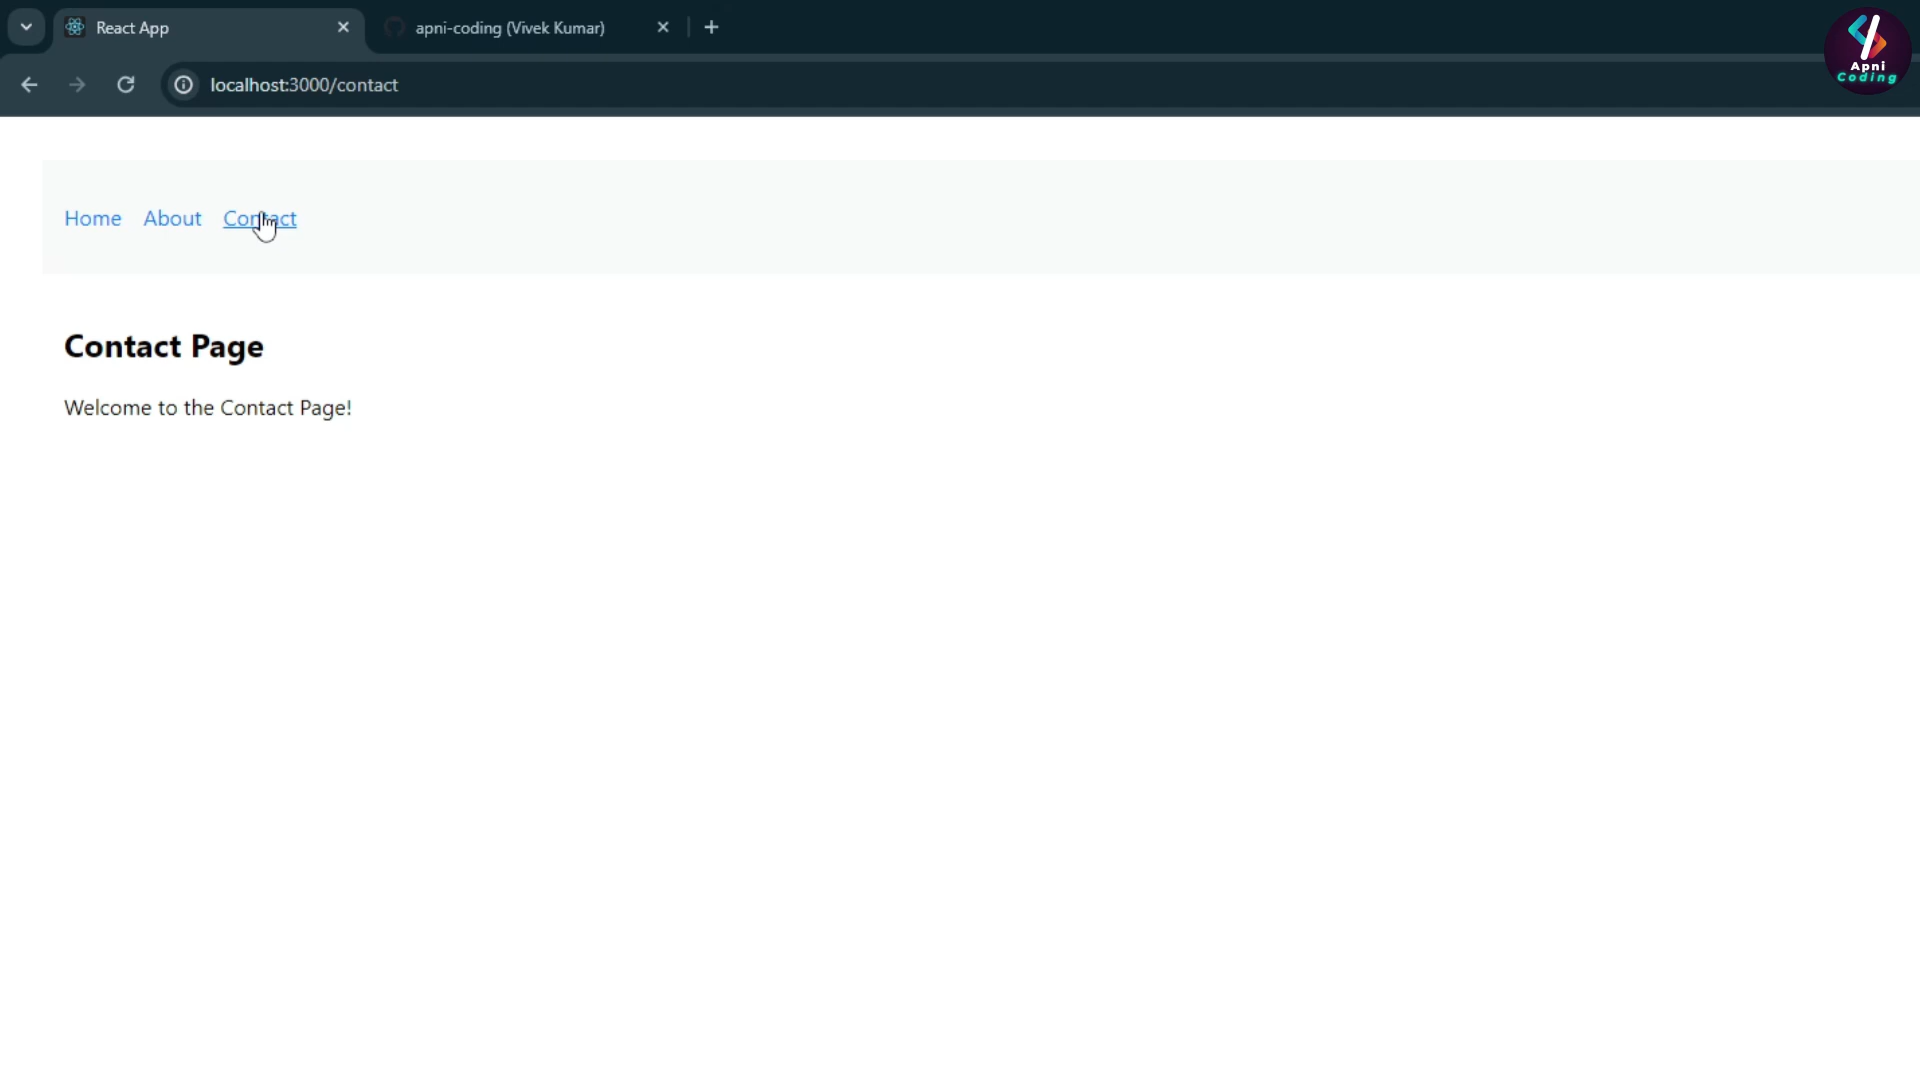 React App
apni-coding (Vivek Kumar)
localhost:3000/contact
Apni
Coding
Home About Contact
Contact Page
Welcome to the Contact Page!